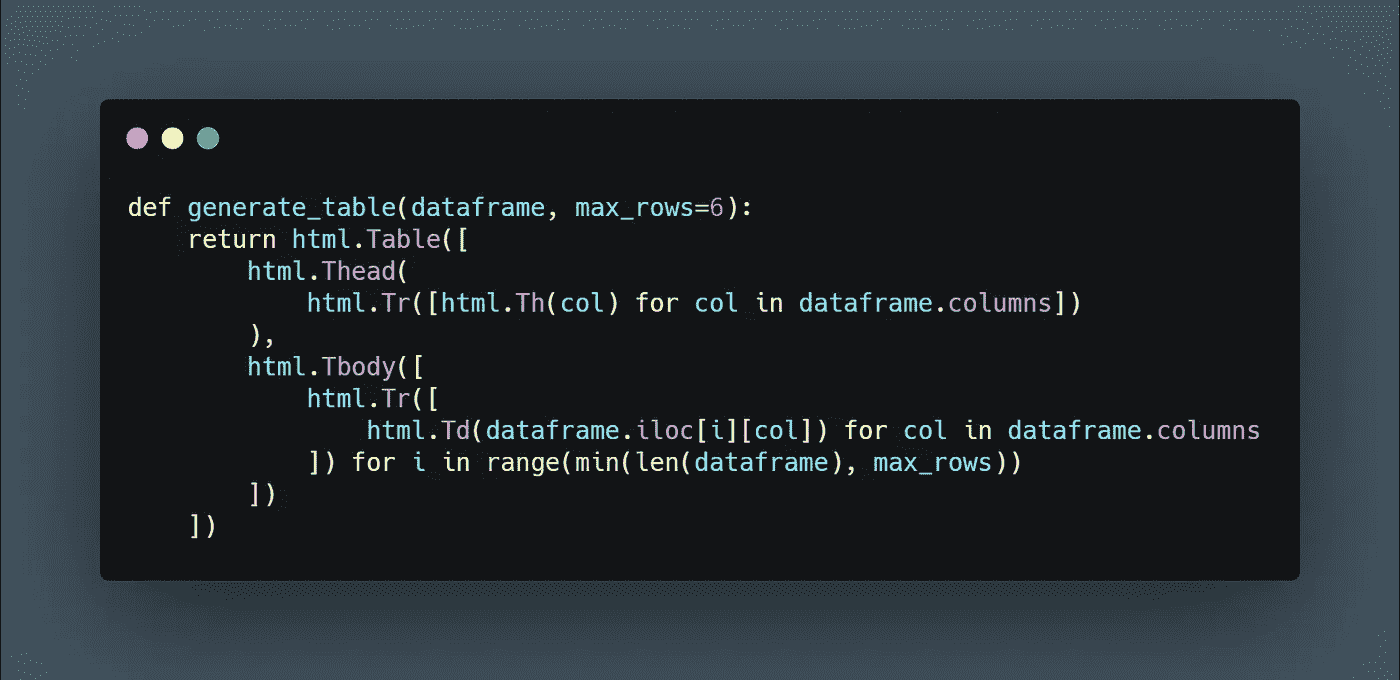 def generate_table(dataframe, max_rows=6):
    return html.Table([
        html.Thead(
            html.Tr([html.Th(col) for col in dataframe.columns])
        ),
        html.Tbody([
            html.Tr([
                html.Td(dataframe.iloc[i][col]) for col in dataframe.columns
            ]) for i in range(min(len(dataframe), max_rows))
        ])
    ])